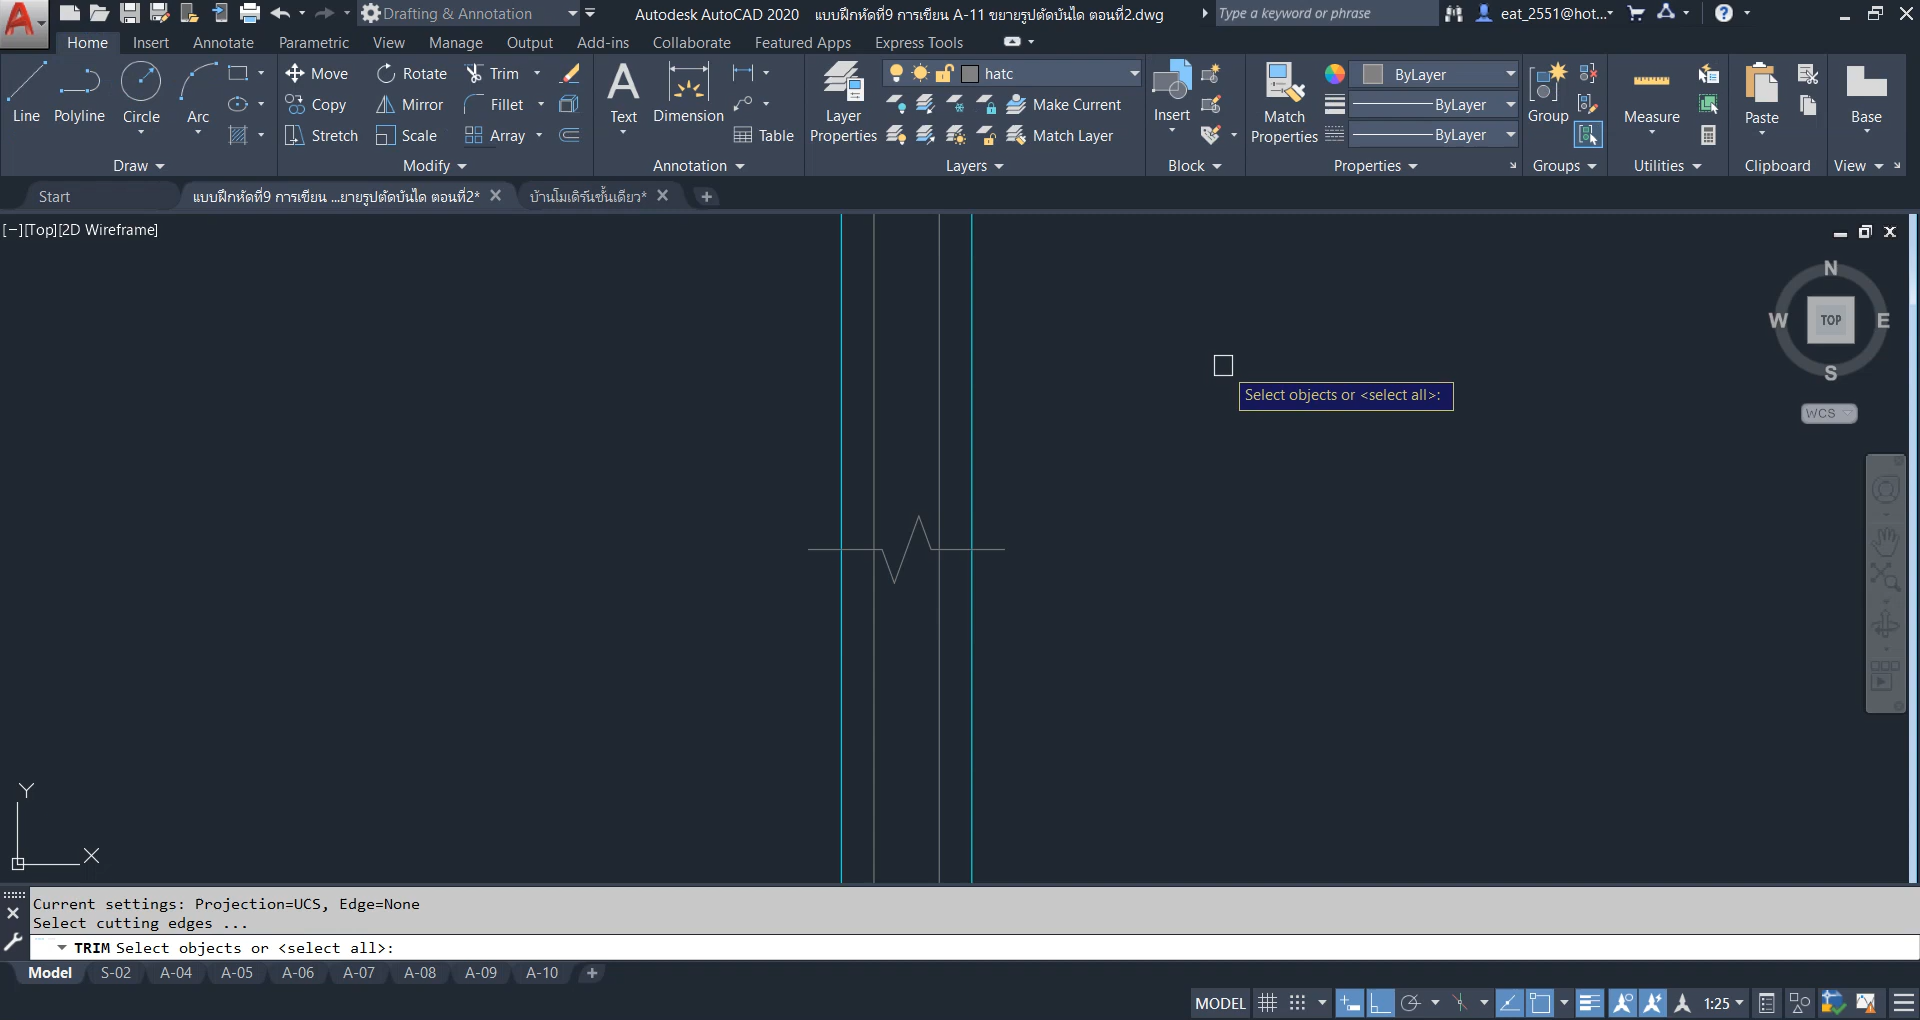 Drafting & Annotation
Autodesk AutoCAD 2020 แบบฝึกหัดที่9 การเขียน A-11 ขยายรูปตัดบันได ตอนที่2.dwg
Type a keyword or phrase
eat_2551@hot...
Home Insert Annotate Parametric View Manage Output Add-ins Collaborate Featured Apps Express Tools
Line Polyline Circle Arc
Draw
Move Rotate Trim
Copy Mirror Fillet
Stretch Scale Array
Modify
Text Dimension Table
Annotation
Layer Properties
hatc
Make Current
Match Layer
Layers
Insert
Block
Match Properties
ByLayer
ByLayer
ByLayer
Properties
Group
Groups
Measure
Utilities
Paste
Clipboard
Base
View
Start แบบฝึกหัดที่9 การเขียน ...ยายรูปตัดบันได ตอนที่2* บ้านโมเดิร์นชั้นเดียว*
[−][Top][2D Wireframe]
N
W TOP E
S
WCS
Select objects or <select all>:
Y
X
Current settings: Projection=UCS, Edge=None
Select cutting edges ...
TRIM Select objects or <select all>:
Model S-02 A-04 A-05 A-06 A-07 A-08 A-09 A-10
MODEL 1:25